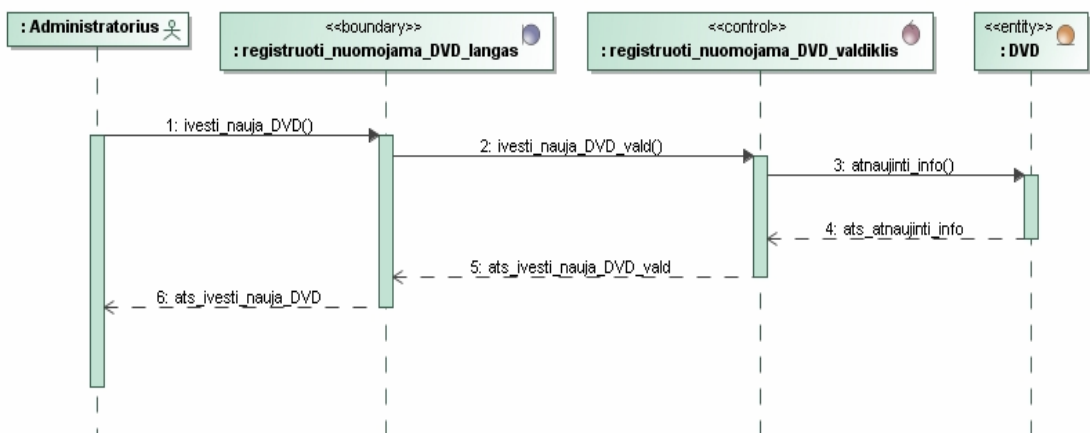 : Administratorius
<<boundary>>
: registruoti_nuomojama_DVD_langas
<<control>>
: registruoti_nuomojama_DVD_valdiklis
<<entity>>
: DVD
1: ivesti_nauja_DVD()
2: ivesti_nauja_DVD_vald()
3: atnaujinti_info()
4: ats_atnaujinti_info
5: ats_ivesti_nauja_DVD_vald
6: ats_ivesti_nauja_DVD